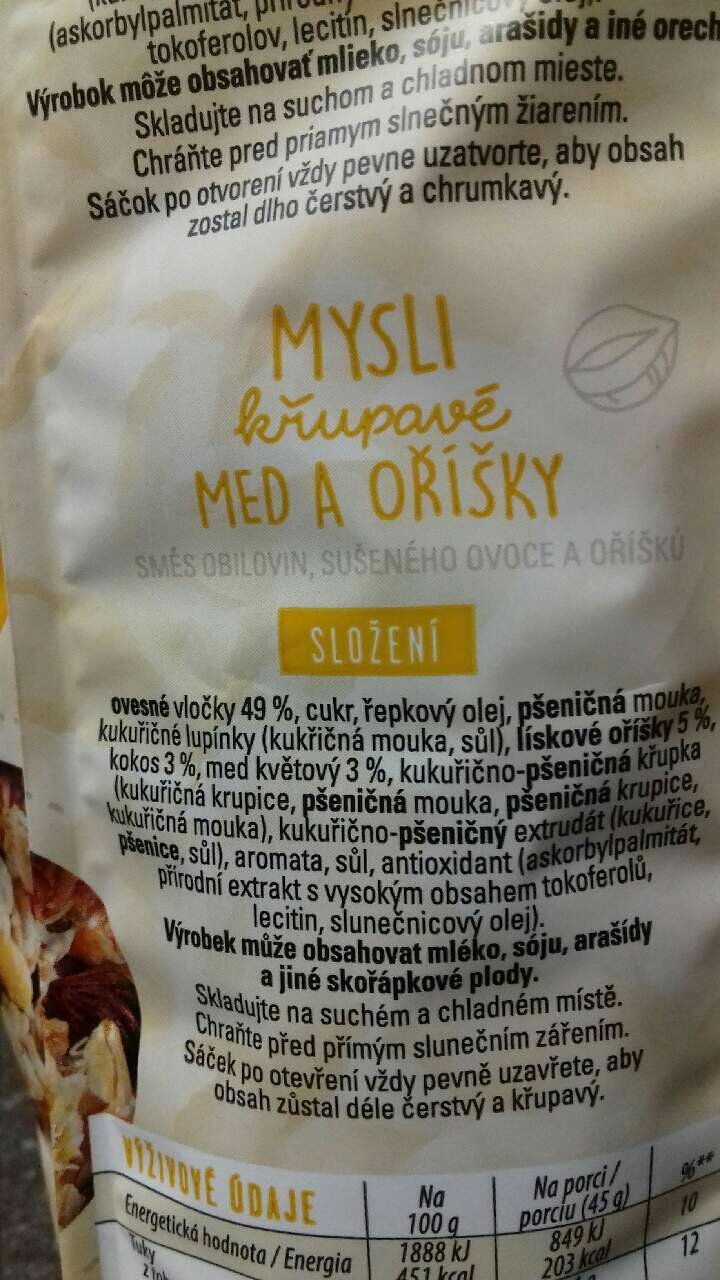 (askorbylpalmitát,
tokoferolov, lecitín,
Výrobok môže obsahovať mlieko, sóju, arašidy a iné orech
Skladujte na suchom a chladnom mieste.
Chráňte pred priamym slnečným žiarením.
Sáčok po otvorení vždy pevne uzatvorte, aby obsah
zostal dlho čerstvý a chrumkavý.
MYSLI
křupavé
MED A OŘÍŠKY
SMĚS OBILOVIN, SUŠENÉHO OVOCE A OŘÍŠKŮ
SLOŽENÍ
ovesné vločky 49 %, cukr, řepkový olej, pšeničná mouka,
kukuřičné lupínky (kukřičná mouka, sůl), lískové oříšky 5 %,
kokos 3 %, med květový 3 %, kukuřično-pšeničná křupka
(kukuřičná krupice, pšeničná mouka, pšeničná krupice,
kukuřičná mouka), kukuřično-pšeničný extrudát (kukuřice,
pšenice, sůl), aromata, sůl, antioxidant (askorbylpalmitát,
přírodní extrakt s vysokým obsahem tokoferolů,
lecitin, slunečnicový olej).
Výrobek může obsahovat mléko, sóju, arašídy
a jiné skořápkové plody.
Skladujte na suchém a chladném místě.
Chraňte před přímým slunečním zářením.
Sáček po otevření vždy pevně uzavřete, aby
obsah zůstal déle čerstvý a křupavý.
VÝŽIVOVÉ ÚDAJE Na 100 g Na porci / porciu (45 g) %**
Energetická hodnota / Energia 1888 kJ 849 kJ 10
451 kcal 203 kcal
Tuky 12